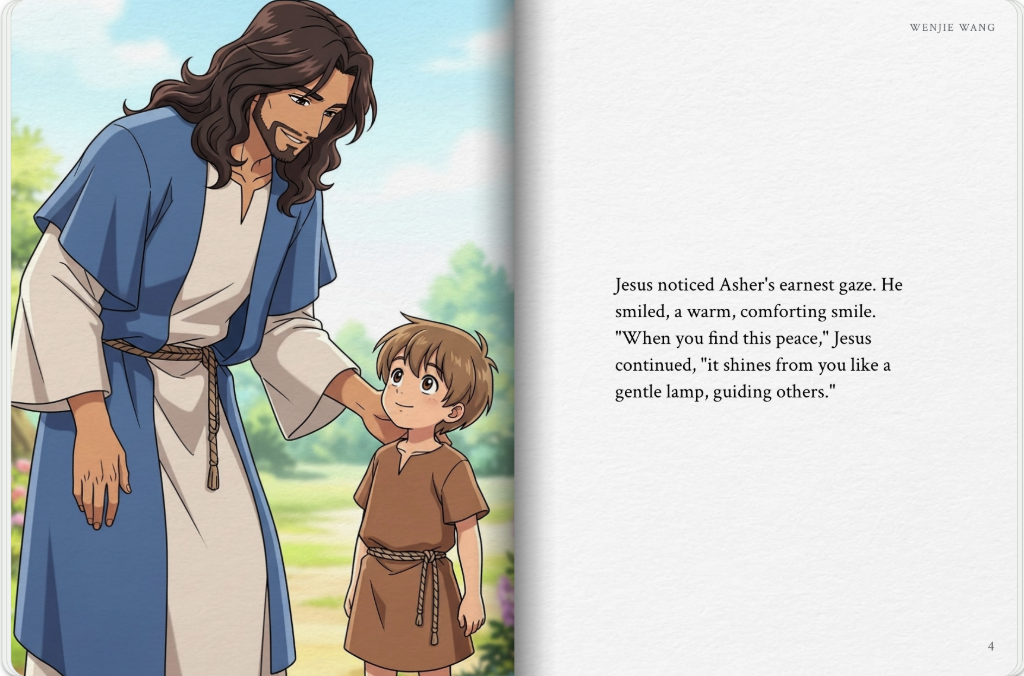 WENJIE WANG
Jesus noticed Asher's earnest gaze. He
smiled, a warm, comforting smile.
"When you find this peace," Jesus
continued, "it shines from you like a
gentle lamp, guiding others."
4